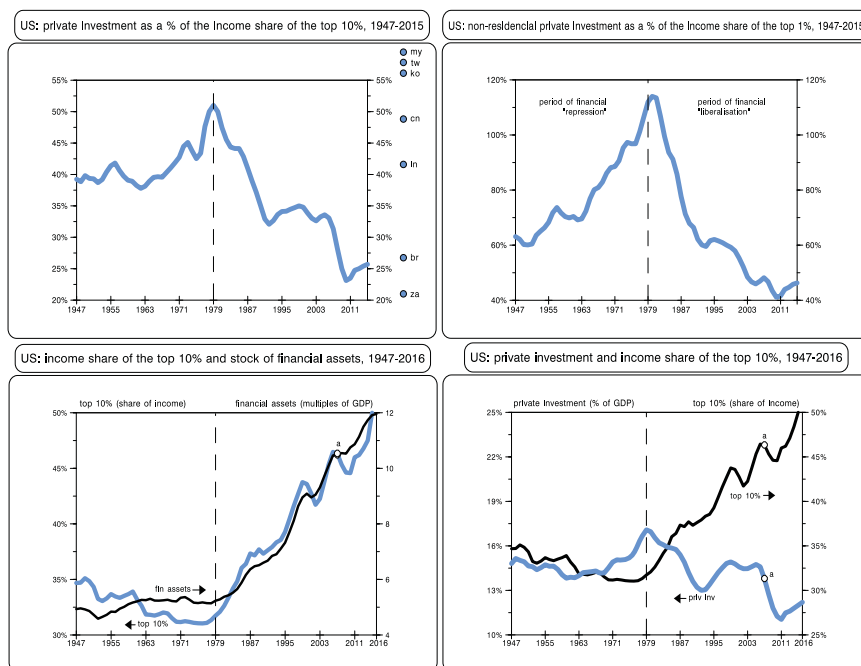 US: private Investment as a % of the Income share of the top 10%, 1947-2015
my
tw
ko
cn
In
br
za
55%
50%
45%
40%
35%
30%
25%
20%
55
50
45
40
35
30
25
20%
1947 1955 1963 1971 1979 1987 1995 2003 2011
US: non-residencial private Investment as a % of the Income share of the top 1%, 1947-2015
period of financial
"repression"
period of financial
"liberalisation"
120%
100%
80%
60%
40%
120%
100%
80%
60%
40%
1947 1955 1963 1971 1979 1987 1995 2003 2011
US: income share of the top 10% and stock of financial assets, 1947-2016
top 10% (share of income)
financial assets (multiples of GDP)
a
fin assets
top 10%
50%
45%
40%
35%
30%
12
10
8
6
4
1947 1955 1963 1971 1979 1987 1995 2003 2011 2016
US: private investment and income share of the top 10%, 1947-2016
private Investment (% of GDP)
top 10% (share of Income)
a
top 10%
a
priv Inv
25%
22%
19%
16%
13%
10%
50%
45%
40%
35%
30%
25%
1947 1955 1963 1971 1979 1987 1995 2003 2011 2016